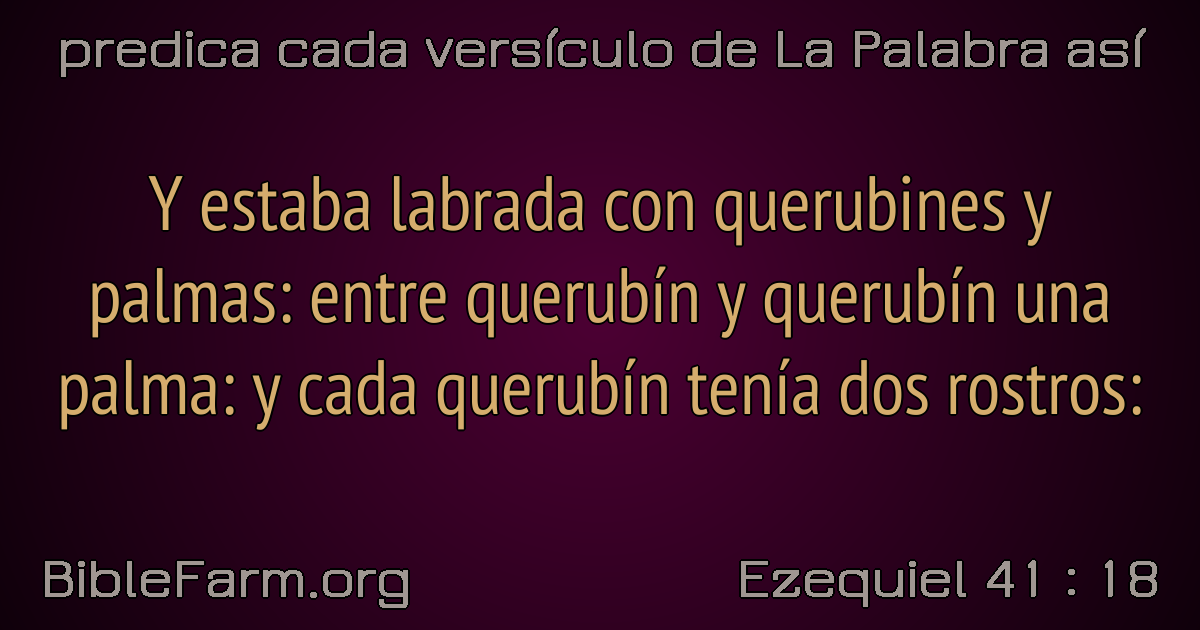 predica cada versículo de La Palabra así
Y estaba labrada con querubines y
palmas: entre querubín y querubín una
palma: y cada querubín tenía dos rostros:
BibleFarm.org
Ezequiel 41 : 18